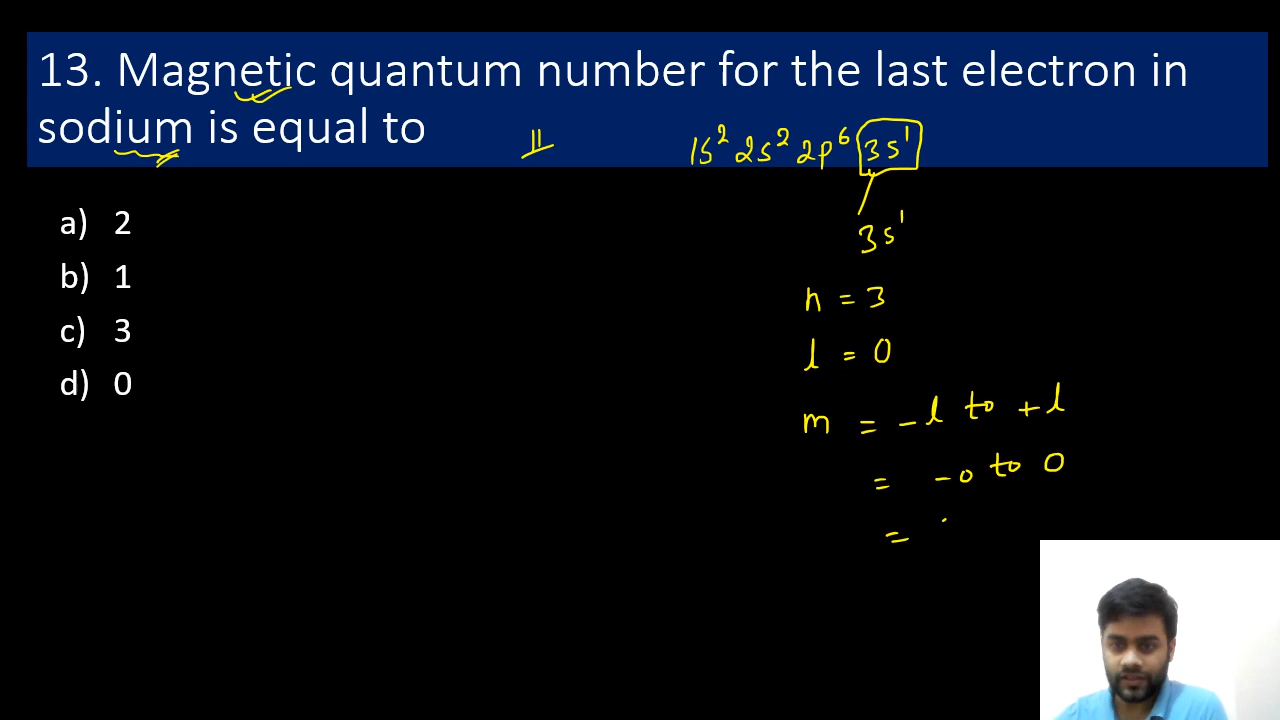 13. Magnetic quantum number for the last electron in
sodium is equal to
11
1s² 2s² 2p⁶ 3s¹
3s¹
a) 2
b) 1
c) 3
d) 0
n = 3
l = 0
m = -l to +l
= -0 to 0
=